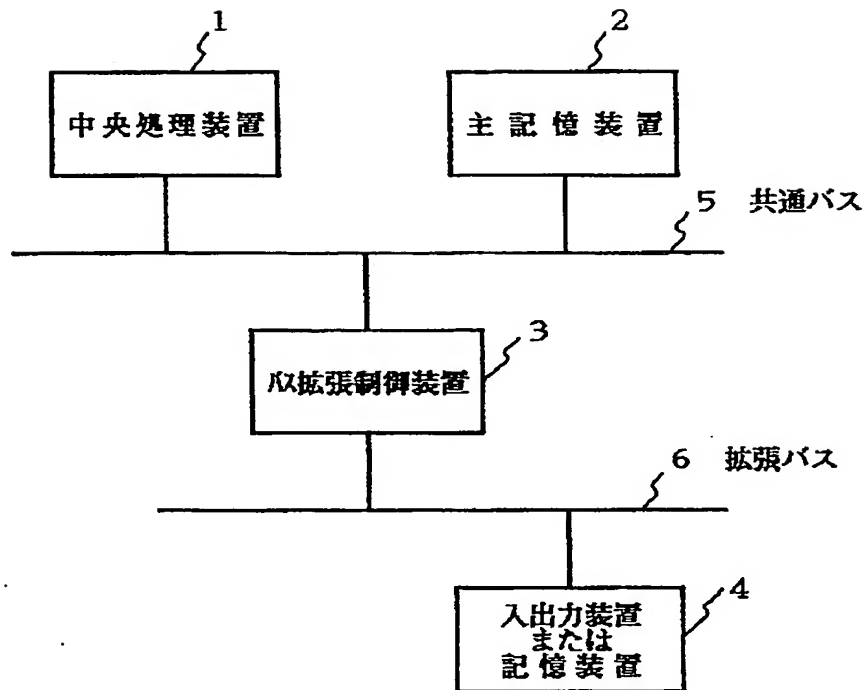 1
2
中央処理装置
主記憶装置
5 共通バス
3
バス拡張制御装置
6 拡張バス
4
入出力装置
または
記憶装置